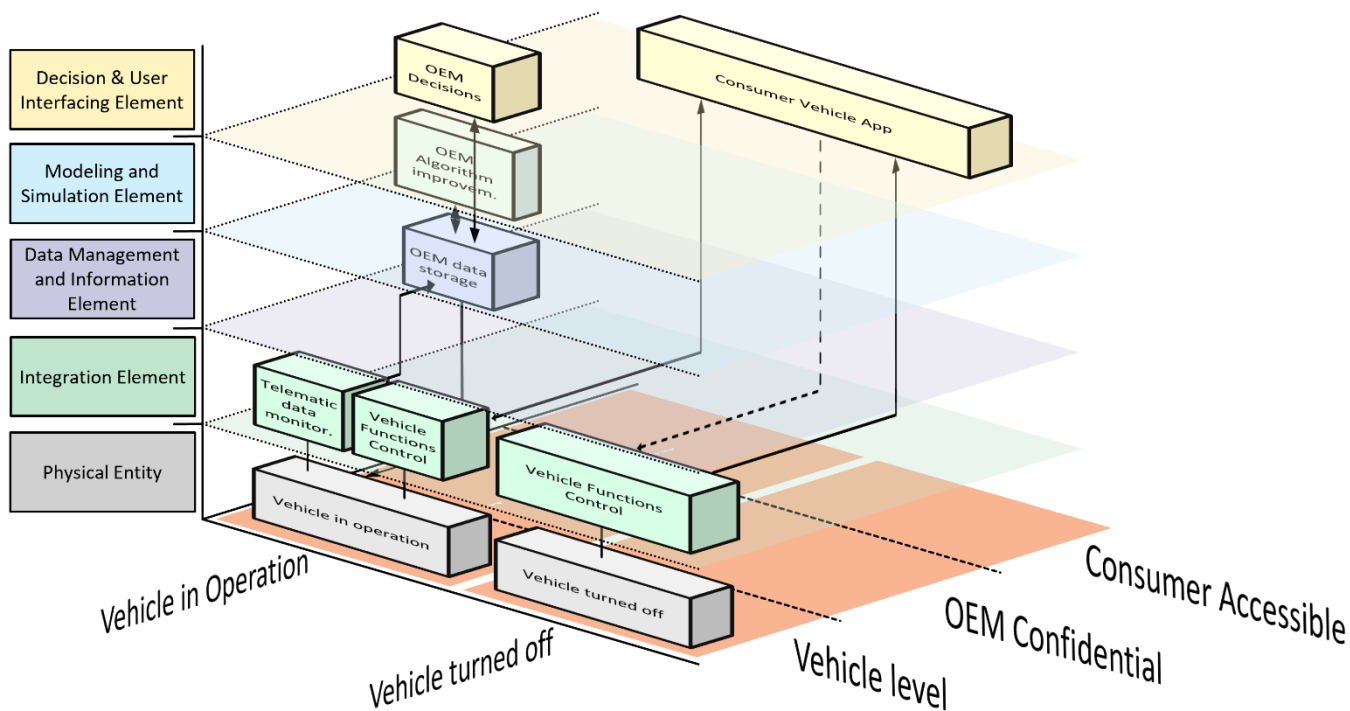 Decision & User
Interfacing Element
Modeling and
Simulation Element
Data Management
and Information
Element
Integration Element
Physical Entity
OEM
Decisions
Consumer Vehicle App
OEM
Algorithm
improvem.
OEM data
storage
Telematic
data
monitor.
Vehicle
Functions
Control
Vehicle Functions
Control
Vehicle in operation
Vehicle turned off
Vehicle in Operation
Vehicle turned off
Vehicle level
OEM Confidential
Consumer Accessible